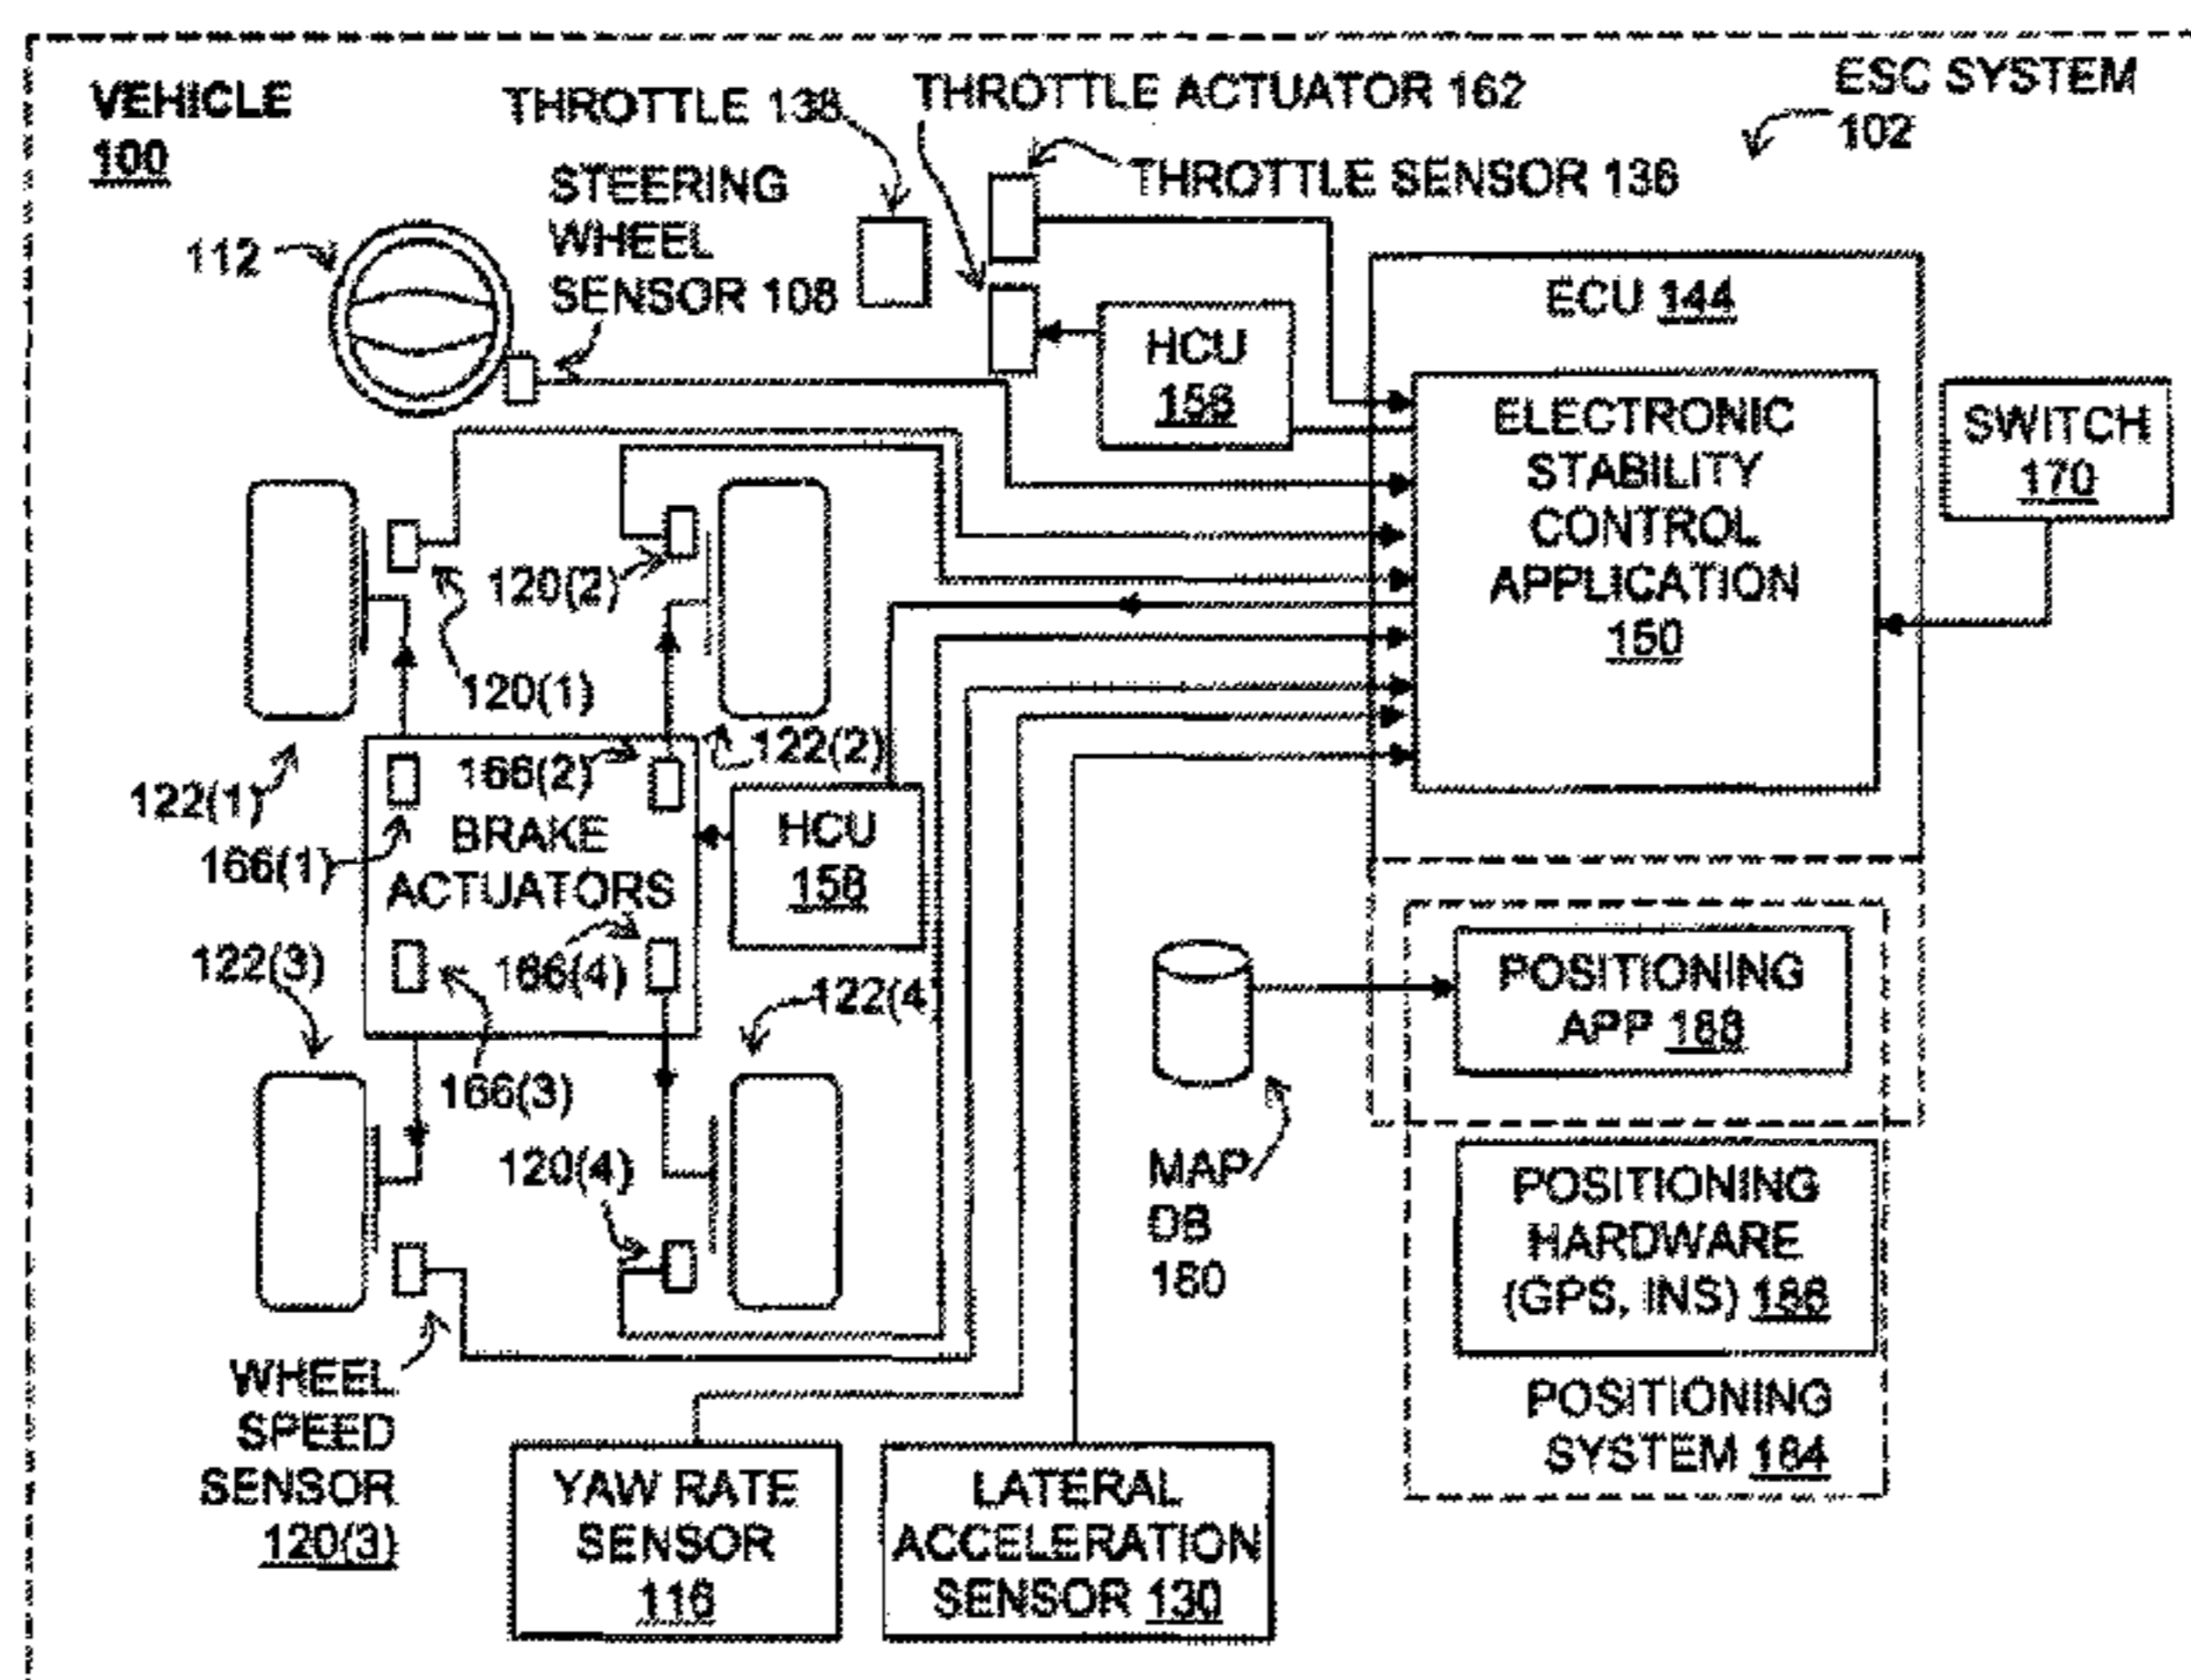 VEHICLE
100
THROTTLE 138
THROTTLE ACTUATOR 162
ESC SYSTEM
102
THROTTLE SENSOR 136
STEERING
WHEEL
SENSOR 108
112
ECU 144
HCU
158
ELECTRONIC
STABILITY
CONTROL
APPLICATION
150
SWITCH
170
120(2)
120(1)
122(2)
122(1)
166(2)
166(1)
BRAKE
ACTUATORS
HCU
158
122(3)
166(4)
122(4)
166(3)
120(4)
POSITIONING
APP 188
MAP
DB
180
POSITIONING
HARDWARE
(GPS, INS) 186
POSITIONING
SYSTEM 184
WHEEL
SPEED
SENSOR
120(3)
YAW RATE
SENSOR
116
LATERAL
ACCELERATION
SENSOR 130